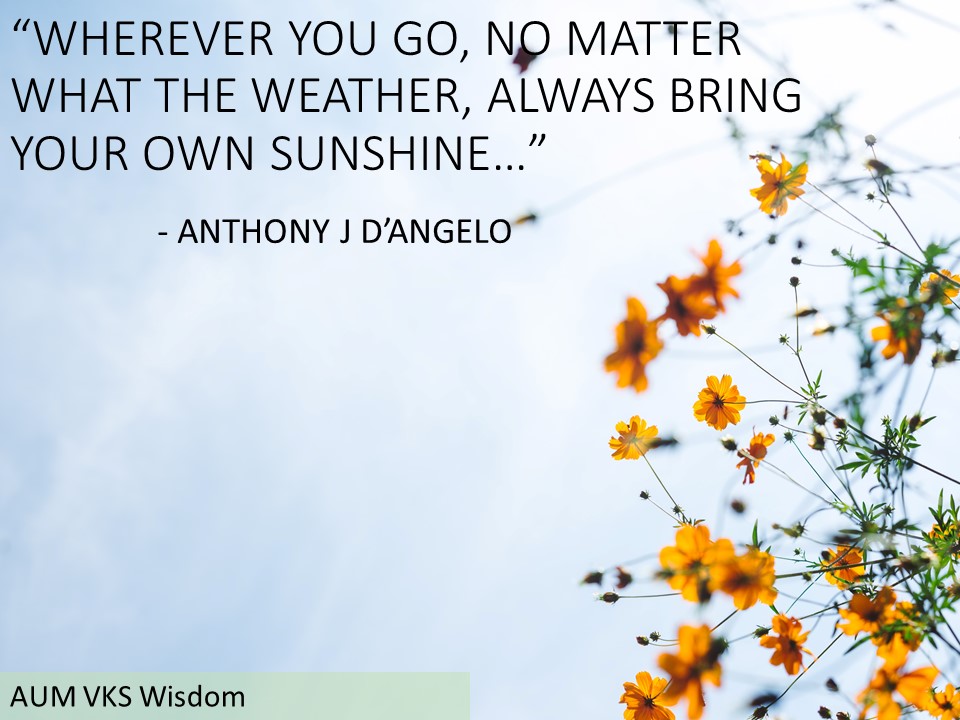 “WHEREVER YOU GO, NO MATTER
WHAT THE WEATHER, ALWAYS BRING
YOUR OWN SUNSHINE…”
- ANTHONY J D’ANGELO
AUM VKS Wisdom